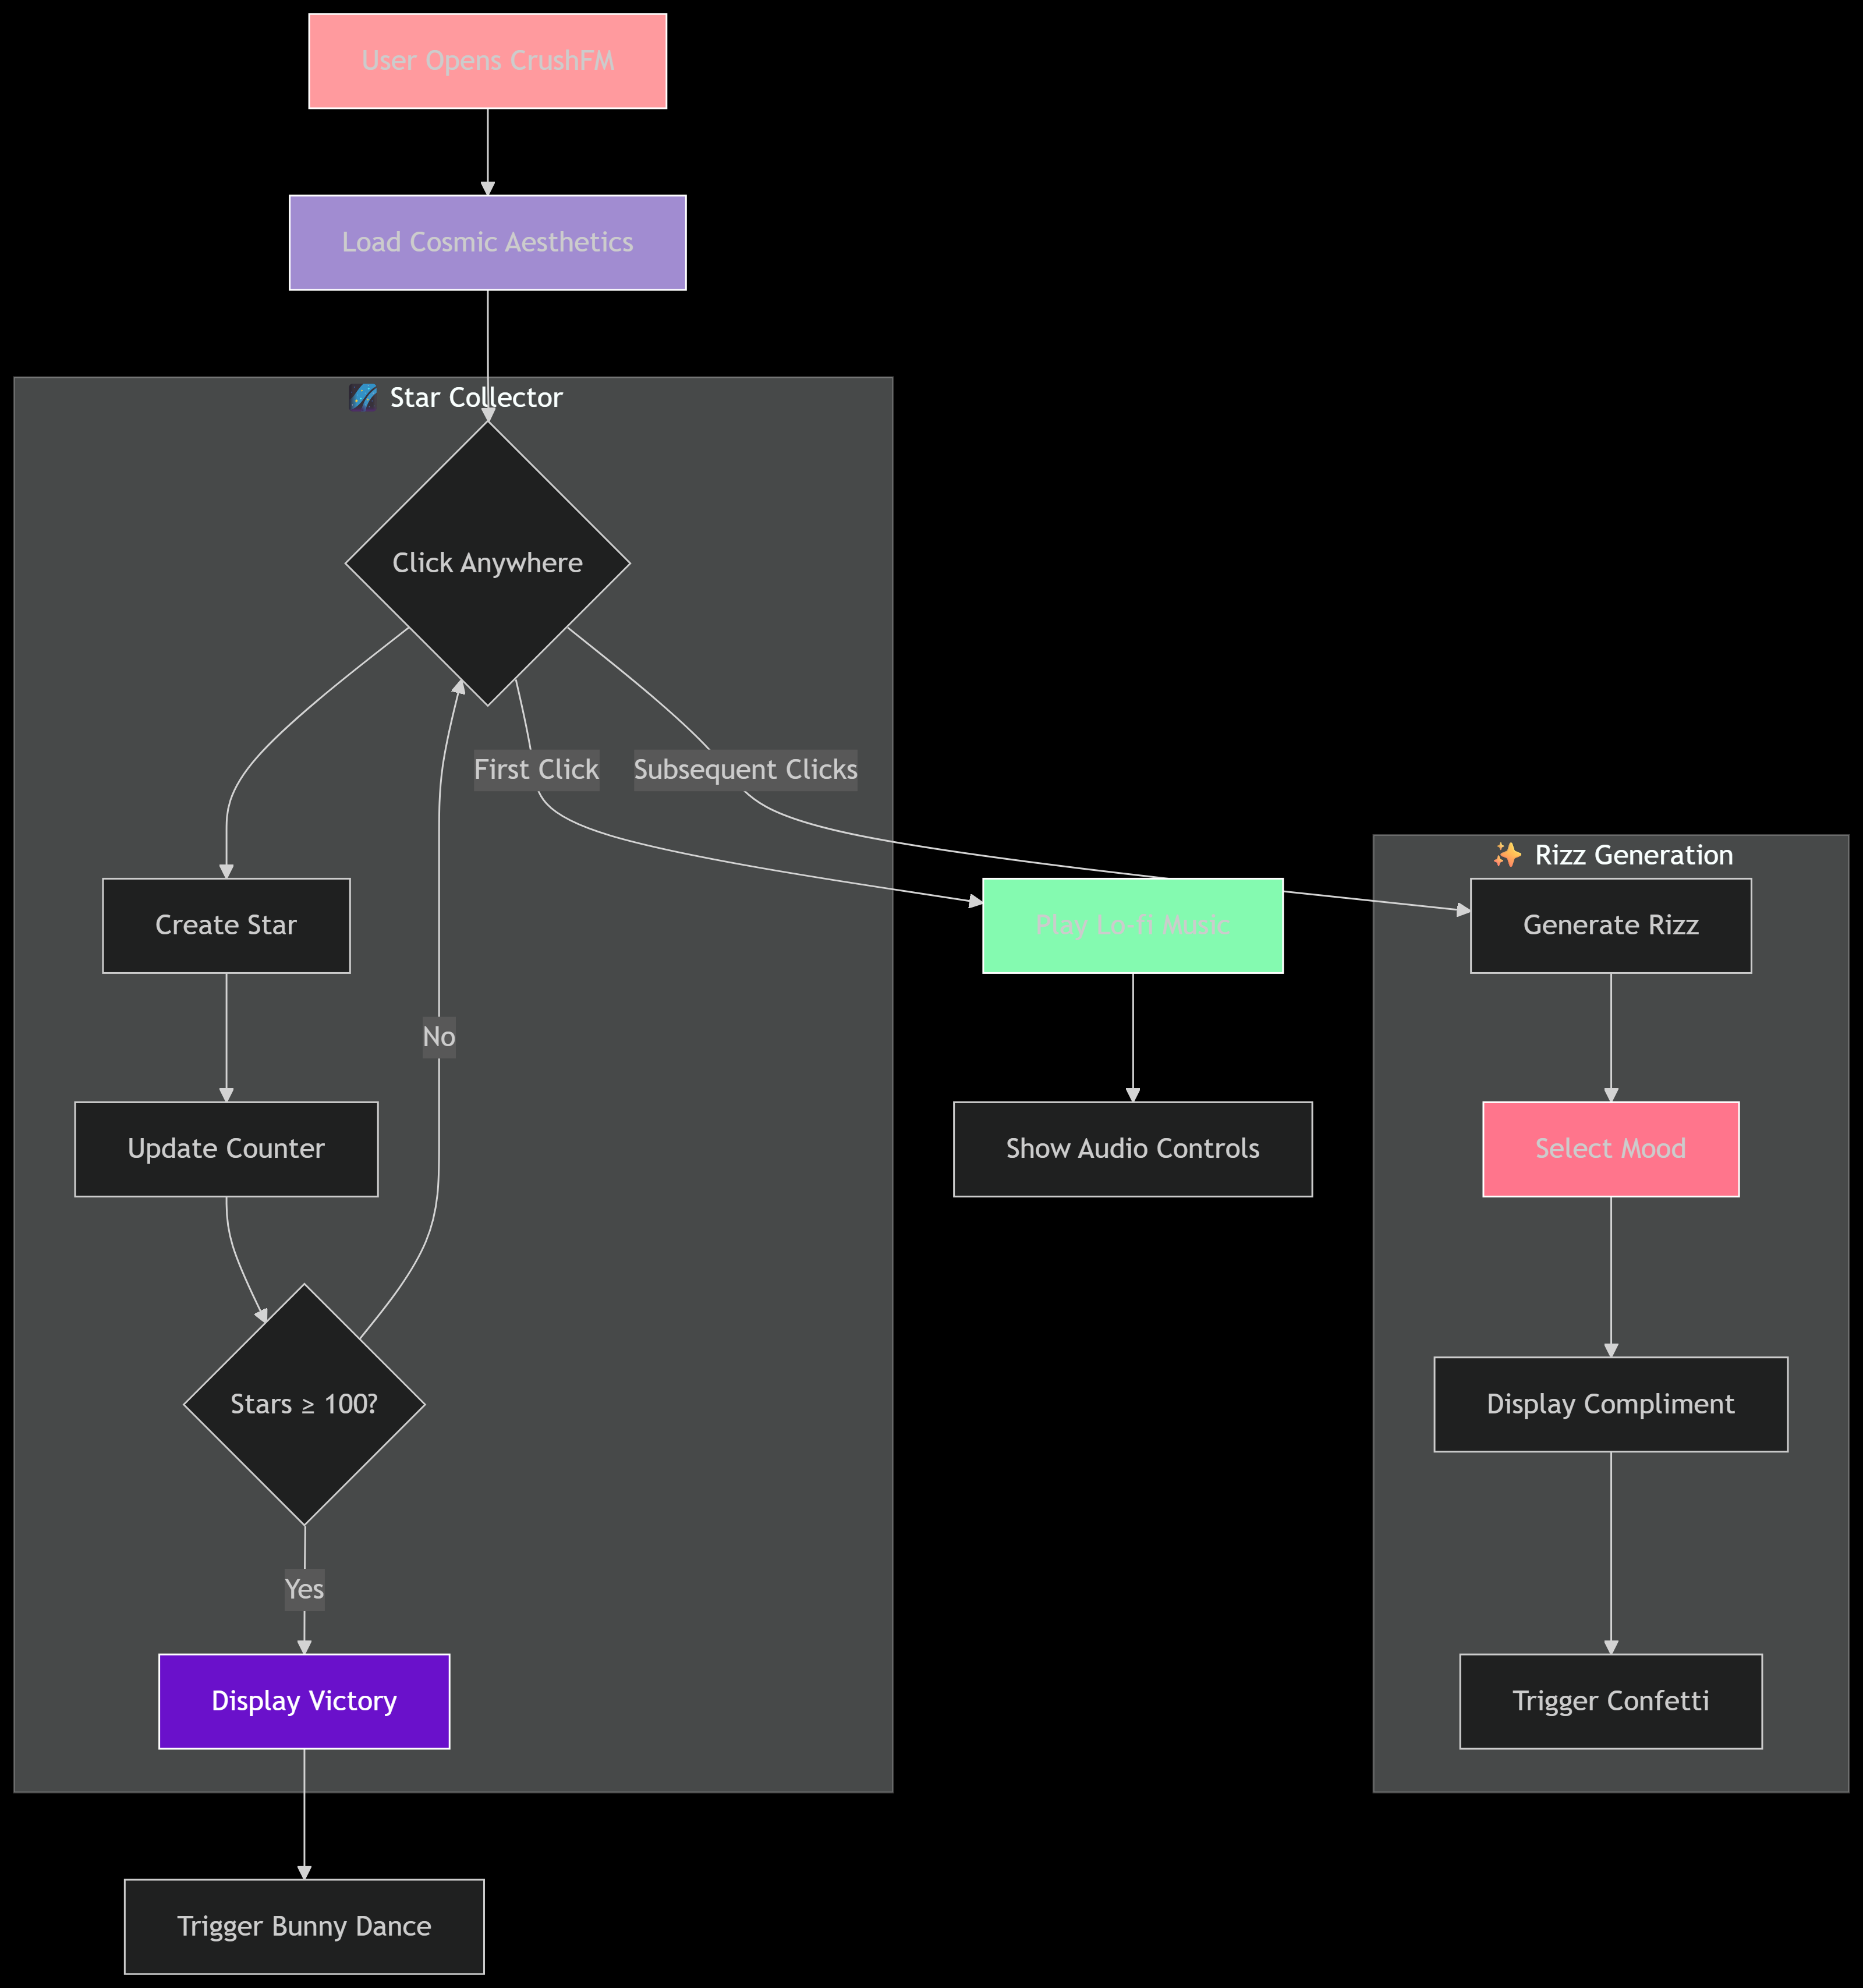 User Opens CrushFM
Load Cosmic Aesthetics
🌌 Star Collector
Click Anywhere
First Click
Subsequent Clicks
✨ Rizz Generation
Create Star
Play Lo-fi Music
Generate Rizz
No
Update Counter
Show Audio Controls
Select Mood
Stars ≥ 100?
Display Compliment
Yes
Display Victory
Trigger Confetti
Trigger Bunny Dance